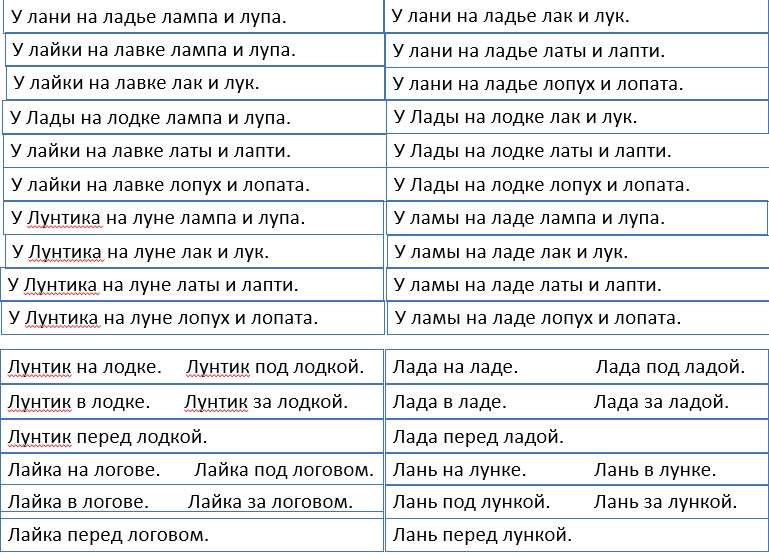 У лани на ладье лампа и лупа. У лани на ладье лак и лук.
У лайки на лавке лампа и лупа. У лани на ладье латы и лапти.
У лайки на лавке лак и лук. У лани на ладье лопух и лопата.
У Лады на лодке лампа и лупа. У Лады на лодке лак и лук.
У лайки на лавке латы и лапти. У Лады на лодке латы и лапти.
У лайки на лавке лопух и лопата. У Лады на лодке лопух и лопата.
У Лунтика на луне лампа и лупа. У ламы на ладе лампа и лупа.
У Лунтика на луне лак и лук. У ламы на ладе лак и лук.
У Лунтика на луне латы и лапти. У ламы на ладе латы и лапти.
У Лунтика на луне лопух и лопата. У ламы на ладе лопух и лопата.
Лунтик на лодке. Лунтик под лодкой. Лада на ладе. Лада под ладой.
Лунтик в лодке. Лунтик за лодкой. Лада в ладе. Лада за ладой.
Лунтик перед лодкой. Лада перед ладой.
Лайка на логове. Лайка под логовом. Лань на лунке. Лань в лунке.
Лайка в логове. Лайка за логовом. Лань под лункой. Лань за лункой.
Лайка перед логовом. Лань перед лункой.